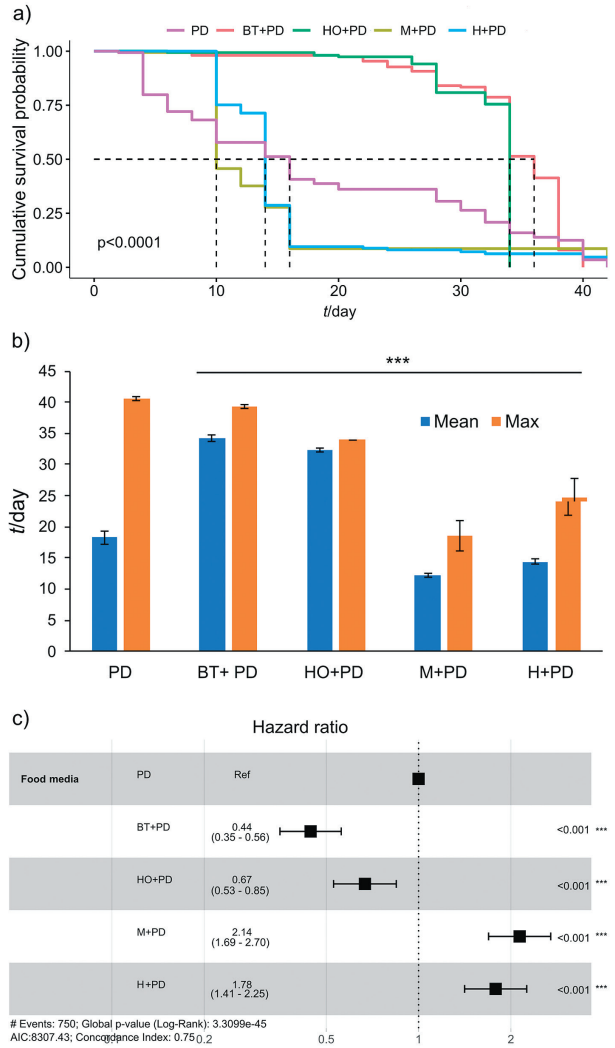 a)
PD BT+PD HO+PD M+PD H+PD
Cumulative survival probability
1.00
0.75
0.50
0.25
0.00
p<0.0001
0 10 20 30 40
t/day
b)
***
45
40
35
30
25
20
15
10
5
0
t/day
Mean Max
PD BT+ PD HO+PD M+PD H+PD
c)
Hazard ratio
Food media PD Ref
BT+PD 0.44 <0.001 ***
(0.35 - 0.56)
HO+PD 0.67 <0.001 ***
(0.53 - 0.85)
M+PD 2.14 <0.001 ***
(1.69 - 2.70)
H+PD 1.78 <0.001 ***
(1.41 - 2.25)
# Events: 750; Global p-value (Log-Rank): 3.3099e-45
AIC:8307.43; Concordance Index: 0.75
0.2 0.5 1 2